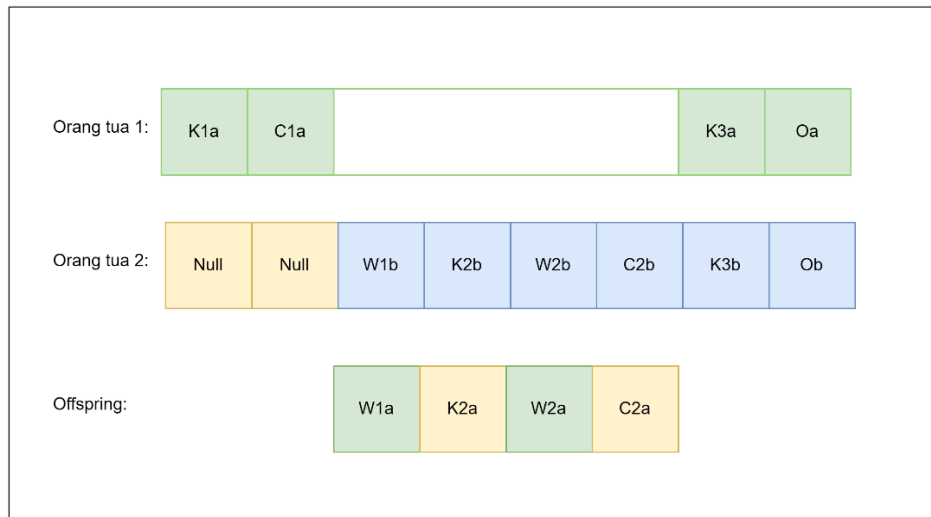 Orang tua 1: K1a C1a K3a Oa
Orang tua 2: Null Null W1b K2b W2b C2b K3b Ob
Offspring: W1a K2a W2a C2a